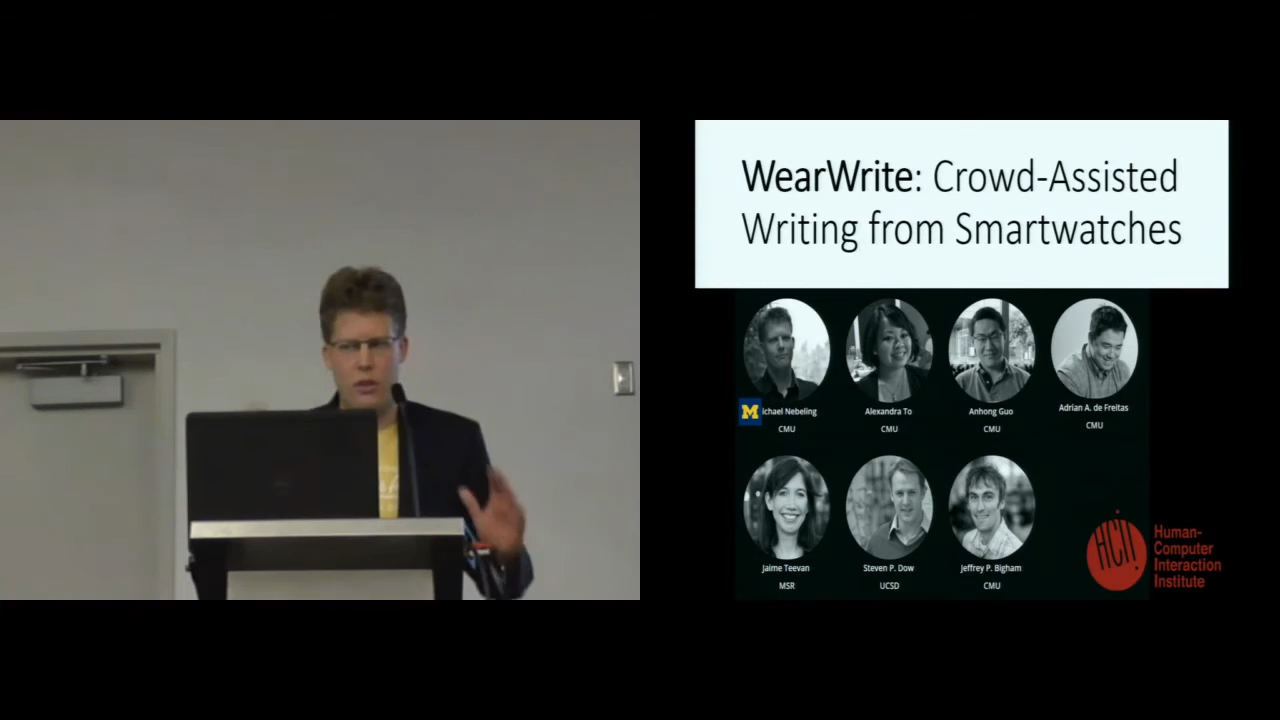 WearWrite: Crowd-Assisted
Writing from Smartwatches
M
ichael Nebeling
CMU
Alexandra To
CMU
Anhong Guo
CMU
Adrian A. de Freitas
CMU
Jaime Teevan
MSR
Steven P. Dow
UCSD
Jeffrey P. Bigham
CMU
HCII
Human-
Computer
Interaction
Institute